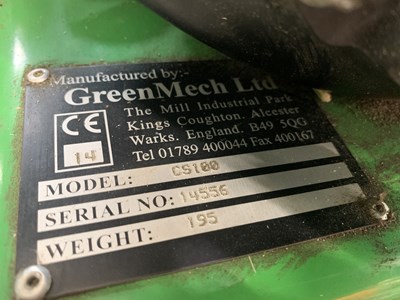 Manufactured by:-
GreenMech Ltd
The Mill Industrial Park
Kings Coughton, Alcester
Warks, England. B49 5QG
Tel 01789 400044 Fax 400167
CE
14
MODEL: CS100
SERIAL NO: 14556
WEIGHT: 195